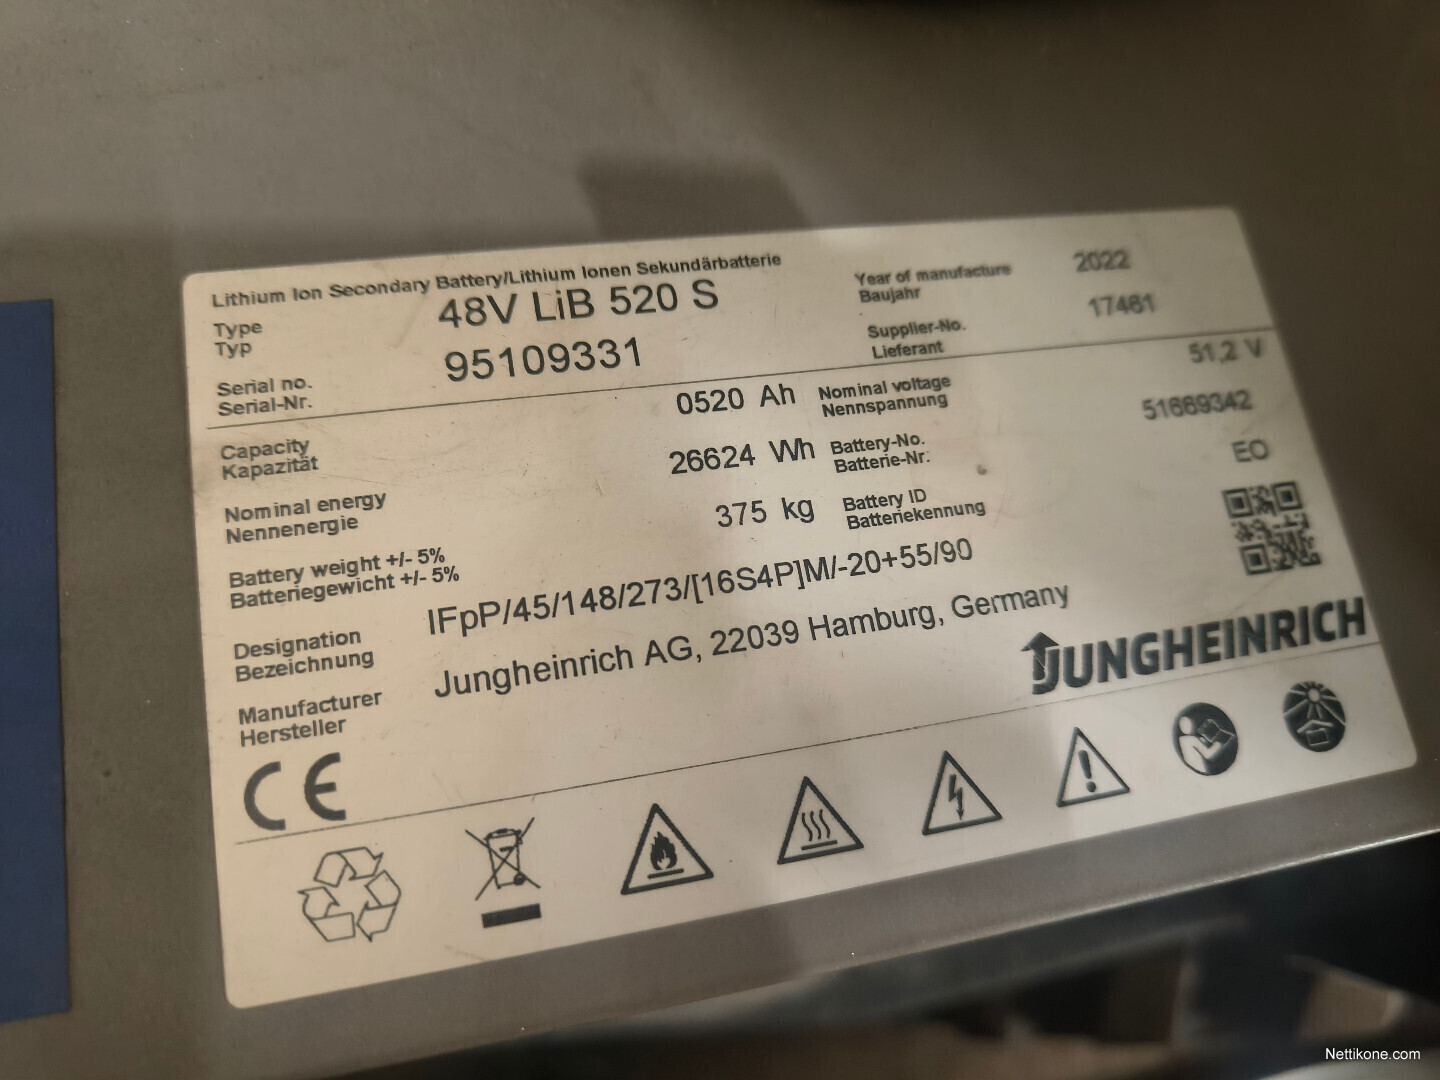 Lithium Ion Secondary Battery/Lithium Ionen Sekundärbatterie
Type
Typ
48V LiB 520 S
Year of manufacture
Baujahr
2022
Serial no.
Serial-Nr.
95109331
Supplier-No.
Lieferant
17481
Capacity
Kapazität
0520 Ah
Nominal voltage
Nennspannung
51,2 V
Nominal energy
Nennenergie
26624 Wh
Battery-No.
Batterie-Nr.
51669342
Battery weight +/- 5%
Batteriegewicht +/- 5%
375 kg
Battery ID
Batteriekennung
EO
Designation
Bezeichnung
IFpP/45/148/273/[16S4P]M/-20+55/90
Manufacturer
Hersteller
Jungheinrich AG, 22039 Hamburg, Germany
JUNGHEINRICH
CE
Nettikone.com